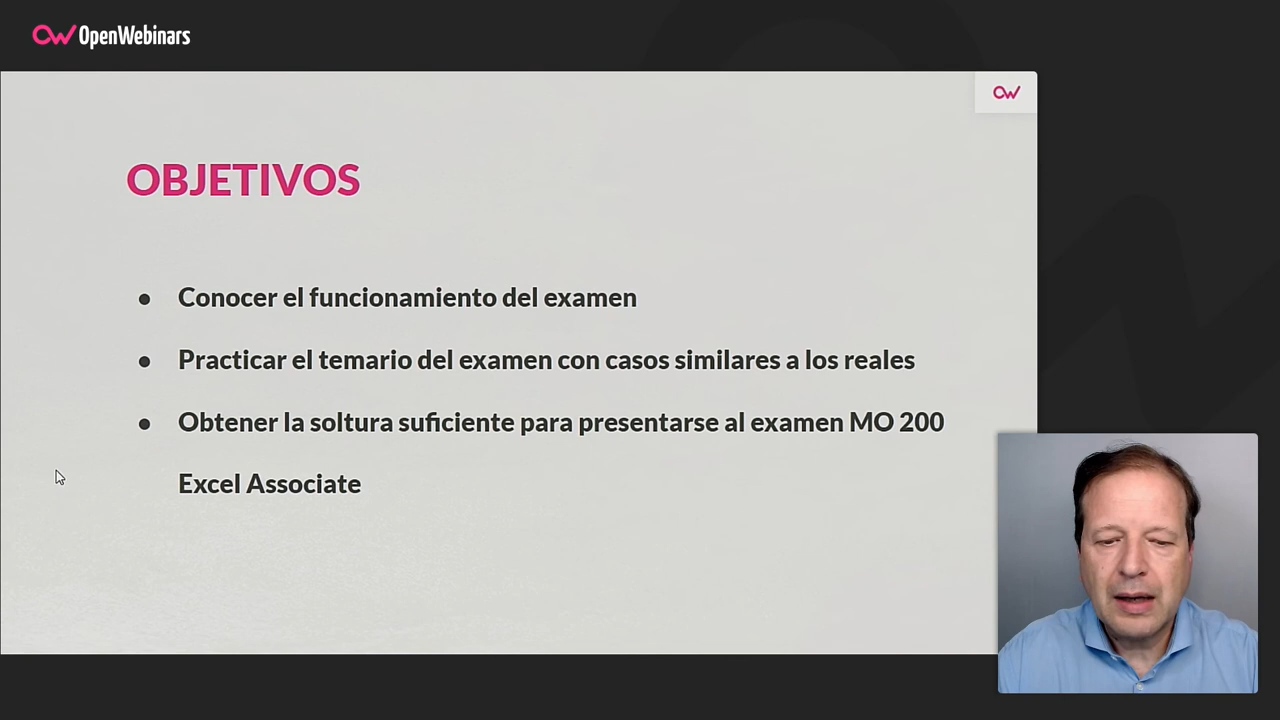 OpenWebinars
OBJETIVOS
● Conocer el funcionamiento del examen
● Practicar el temario del examen con casos similares a los reales
● Obtener la soltura suficiente para presentarse al examen MO 200
Excel Associate